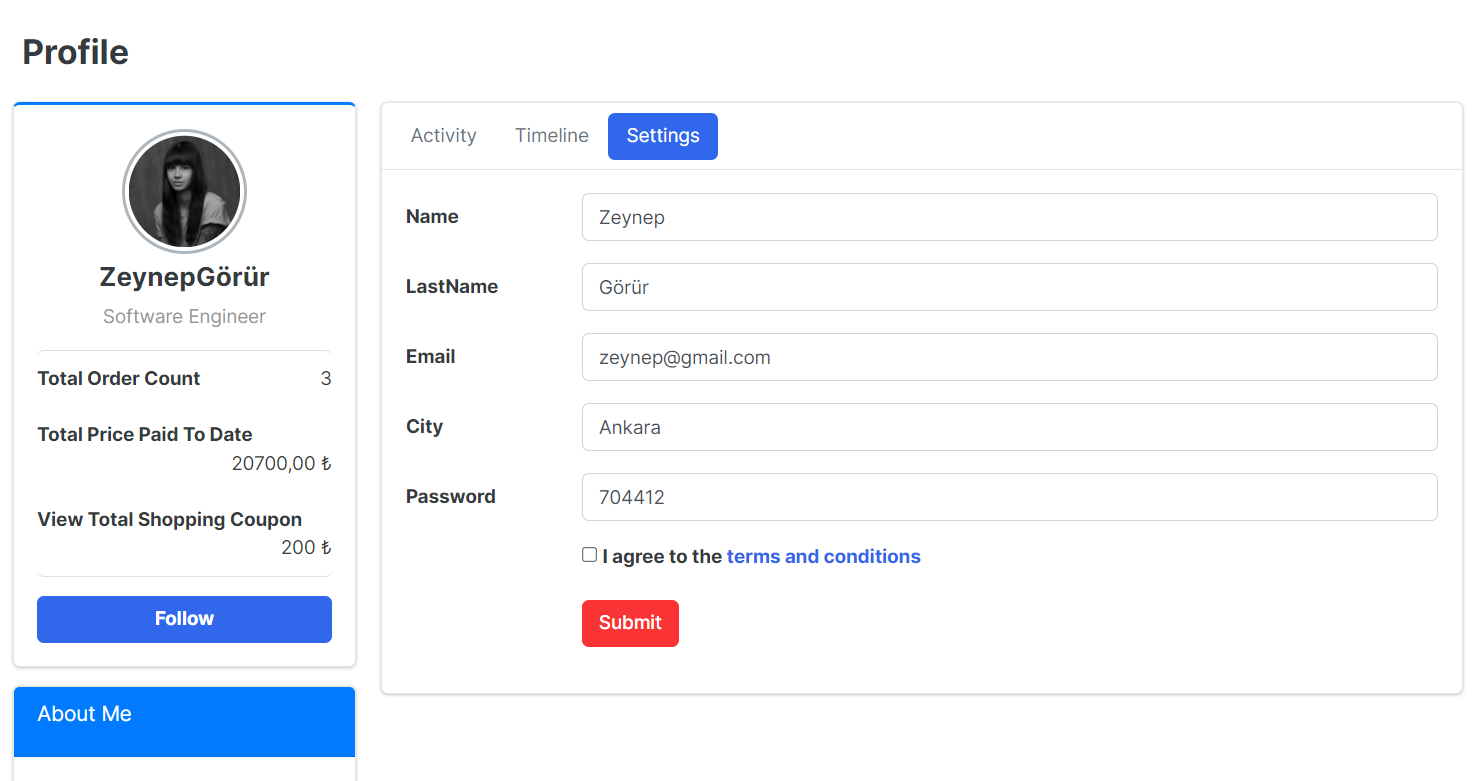 Profile
ZeynepGörür
Software Engineer
Total Order Count 3
Total Price Paid To Date
20700,00 ₺
View Total Shopping Coupon
200 ₺
Follow
About Me
Activity Timeline Settings
Name Zeynep
LastName Görür
Email zeynep@gmail.com
City Ankara
Password 704412
I agree to the terms and conditions
Submit